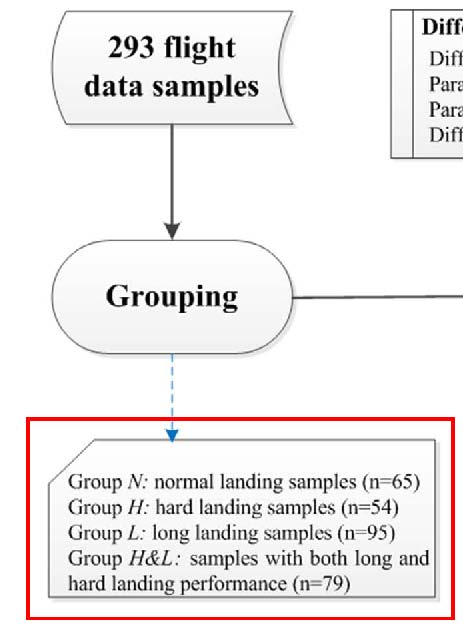 293 flight
data samples
Diff
Para
Para
Diff
Grouping
Group N: normal landing samples (n=65)
Group H: hard landing samples (n=54)
Group L: long landing samples (n=95)
Group H&L: samples with both long and
hard landing performance (n=79)